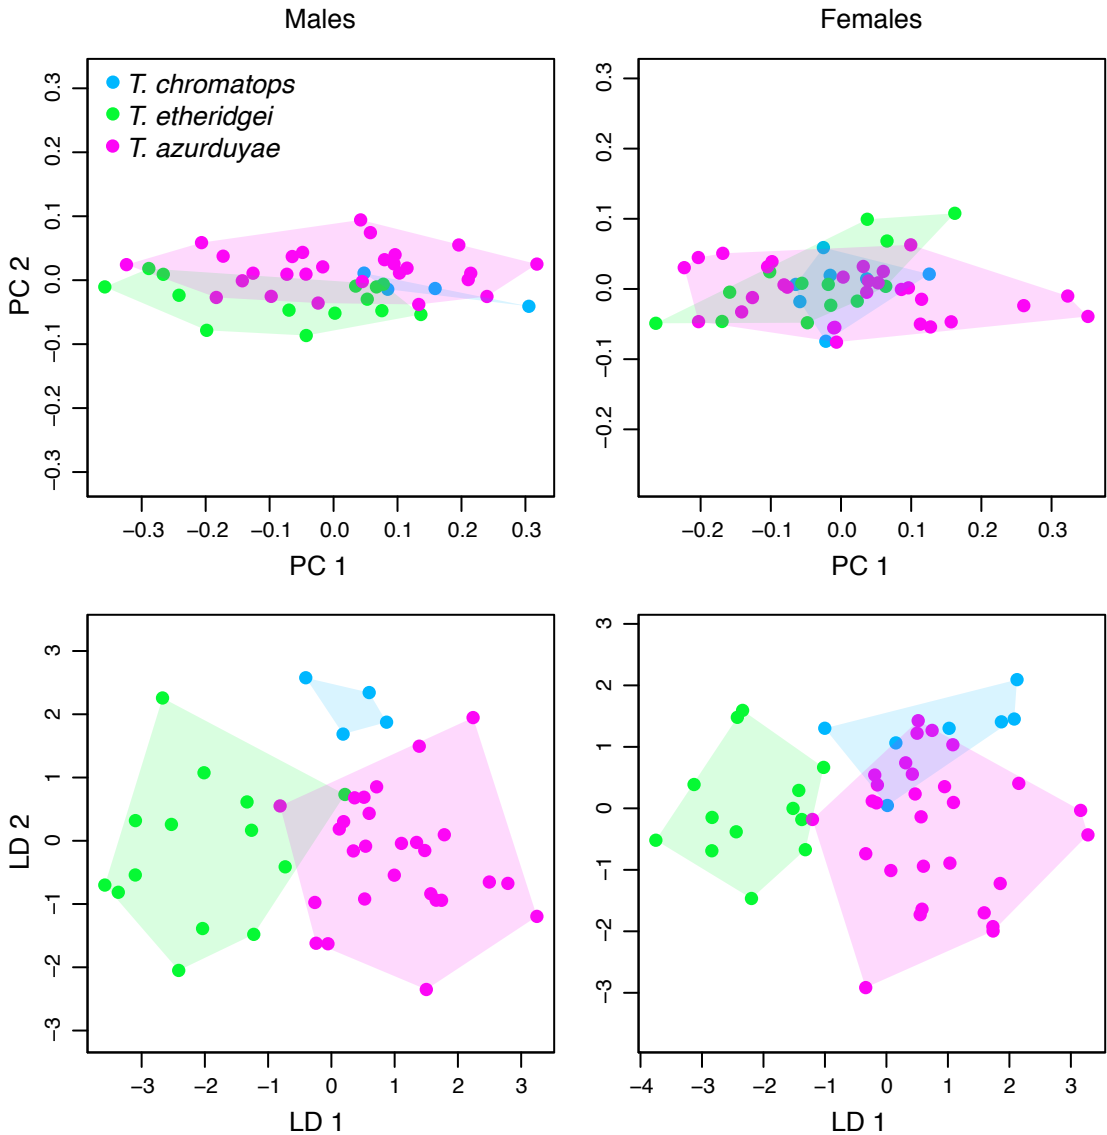 Males
Females
T. chromatops
T. etheridgei
T. azurduyae
PC 2
0.3
0.2
0.1
0.0
−0.1
−0.2
−0.3
−0.3 −0.2 −0.1 0.0 0.1 0.2 0.3
PC 1
0.3
0.2
0.1
0.0
−0.1
−0.2
−0.2 −0.1 0.0 0.1 0.2 0.3
PC 1
LD 2
3
2
1
0
−1
−2
−3
−3 −2 −1 0 1 2 3
LD 1
3
2
1
0
−1
−2
−3
−4 −3 −2 −1 0 1 2 3
LD 1